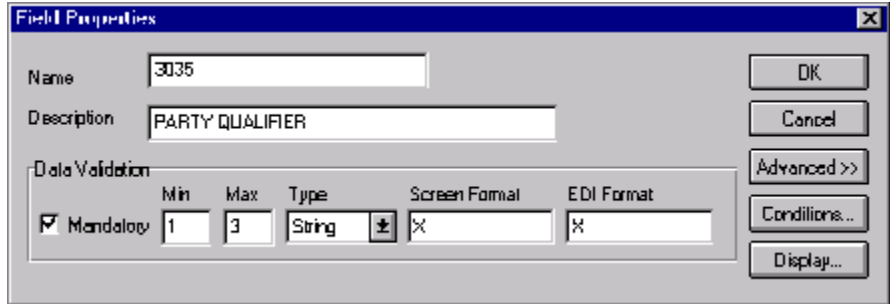 Field Properties
Name 3035 OK
Description PARTY QUALIFIER Cancel
Data Validation Advanced >>
Min Max Type Screen Format EDI Format
Mandatory 1 3 String X X Conditions...
Display...